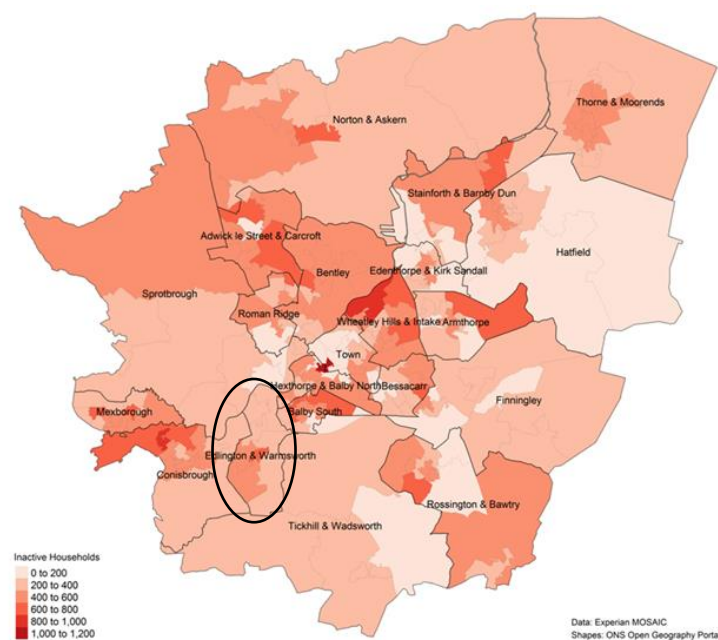 Norton & Askern
Thorne & Moorends
Stainforth & Barnby Dun
Adwick le Street & Carcroft
Hatfield
Bentley
Edenthorpe & Kirk Sandall
Sprotbrough
Roman Ridge
Wheatley Hills & Intake
Armthorpe
Town
Hexthorpe & Balby North
Bessacarr
Finningley
Mexborough
Balby South
Edlington & Warmsworth
Conisbrough
Rossington & Bawtry
Tickhill & Wadsworth
Inactive Households
0 to 200
200 to 400
400 to 600
600 to 800
800 to 1,000
1,000 to 1,200
Data: Experian MOSAIC
Shapes: ONS Open Geography Porta